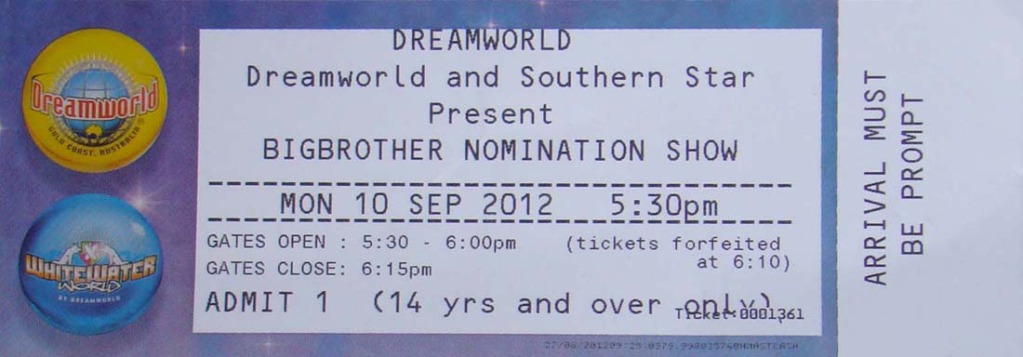 Dreamworld
GOLD COAST, AUSTRALIA
WHITEWATER
WORLD
BY DREAMWORLD
DREAMWORLD
Dreamworld and Southern Star
Present
BIGBROTHER NOMINATION SHOW
MON 10 SEP 2012 5:30pm
GATES OPEN : 5:30 - 6:00pm (tickets forfeited
GATES CLOSE: 6:15pm at 6:10)
ADMIT 1 (14 yrs and over only)
Ticket:0001361
ARRIVAL MUST
BE PROMPT